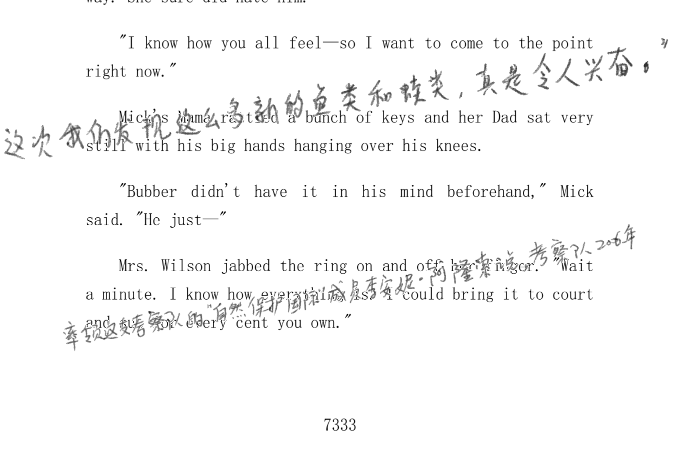 way. She sure did hate him.
"I know how you all feel—so I want to come to the point
right now."
这次我们发现这么多新的鱼类和蛙类，真是令人兴奋。”
Mick's Mama rattled a bunch of keys and her Dad sat very
still with his big hands hanging over his knees.
"Bubber didn't have it in his mind beforehand," Mick
said. "He just—"
Mrs. Wilson jabbed the ring on and off her finger. "Wait
a minute. I know how everything is. I could bring it to court
and sue for every cent you own."
率领这支考察队的“自然保护国际”成员李安妮·阿隆索说 考察队2006年
7333